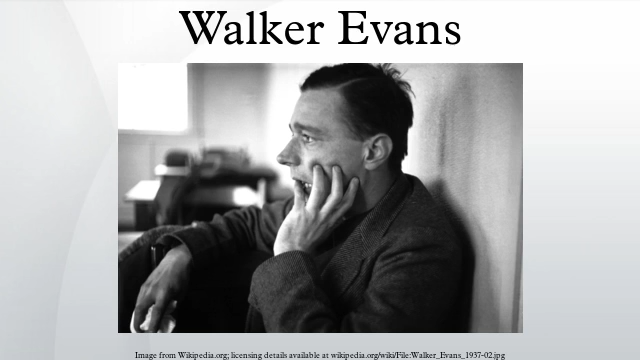 Walker Evans
Image from Wikipedia.org; licensing details available at wikipedia.org/wiki/File:Walker_Evans_1937-02.jpg